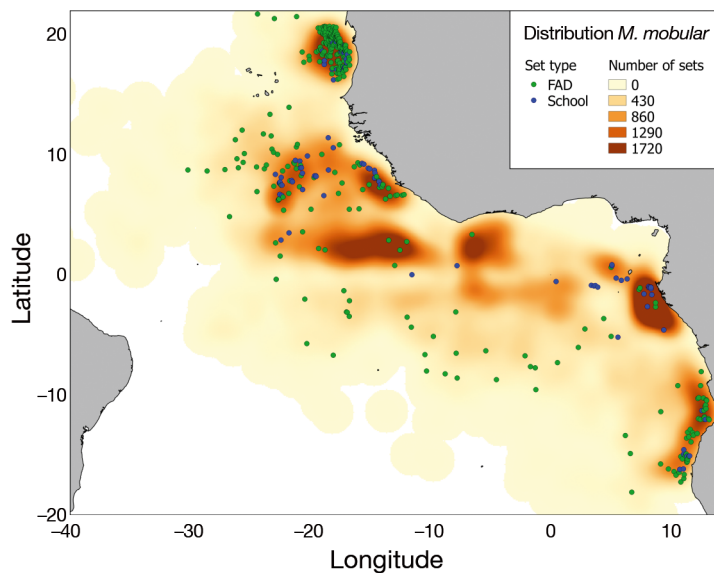 Distribution M. mobular
Set type Number of sets
FAD 0
School 430
860
1290
1720
20
10
0
−10
−20
Latitude
−40 −30 −20 −10 0 10
Longitude